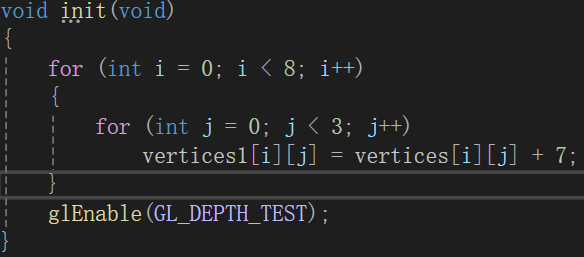 void init(void)
{
for (int i = 0; i < 8; i++)
{
for (int j = 0; j < 3; j++)
vertices1[i][j] = vertices[i][j] + 7;
}
glEnable(GL_DEPTH_TEST);
}